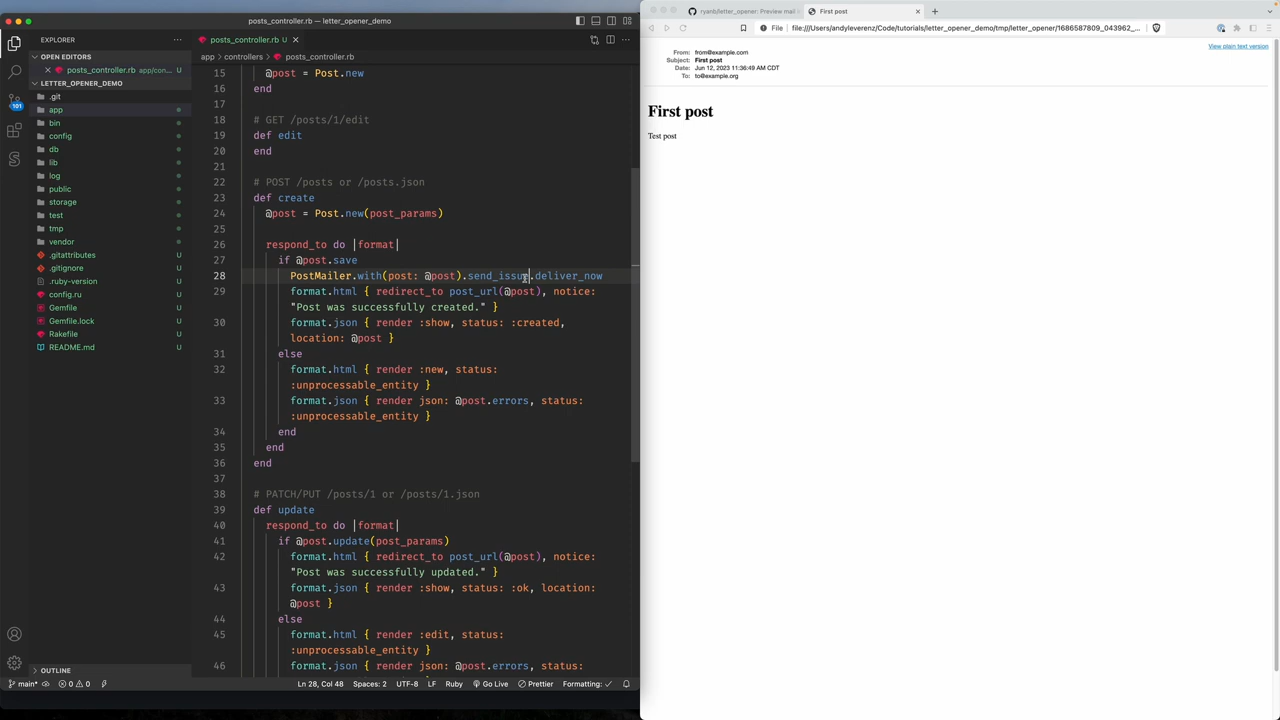 posts_controller.rb — letter_opener_demo
EXPLORER
OPEN EDITORS
posts_controller.rb app/con... U
LETTER_OPENER_DEMO
.git
app
bin
config
db
lib
log
public
storage
test
tmp
vendor
.gitattributes U
.gitignore U
.ruby-version U
config.ru U
Gemfile U
Gemfile.lock U
Rakefile U
README.md U
OUTLINE
101
posts_controller.rb U
app > controllers > posts_controller.rb
@post = Post.new
16 end
17
18 # GET /posts/1/edit
19 def edit
20 end
21
22 # POST /posts or /posts.json
23 def create
24 @post = Post.new(post_params)
25
26 respond_to do |format|
27 if @post.save
28 PostMailer.with(post: @post).send_issue.deliver_now
29 format.html { redirect_to post_url(@post), notice:
"Post was successfully created." }
30 format.json { render :show, status: :created,
location: @post }
31 else
32 format.html { render :new, status:
:unprocessable_entity }
33 format.json { render json: @post.errors, status:
:unprocessable_entity }
34 end
35 end
36 end
37
38 # PATCH/PUT /posts/1 or /posts/1.json
39 def update
40 respond_to do |format|
41 if @post.update(post_params)
42 format.html { redirect_to post_url(@post), notice:
"Post was successfully updated." }
43 format.json { render :show, status: :ok, location:
@post }
44 else
45 format.html { render :edit, status:
:unprocessable_entity }
46 format.json { render json: @post.errors, status:
main* 0 0 Ln 28, Col 48 Spaces: 2 UTF-8 LF Ruby Go Live Prettier Formatting: ✓
ryanb/letter_opener: Preview mail
First post
File file:///Users/andyleverenz/Code/tutorials/letter_opener_demo/tmp/letter_opener/1686587809_043962_...
View plain text version
From: from@example.com
Subject: First post
Date: Jun 12, 2023 11:36:49 AM CDT
To: to@example.org
First post
Test post